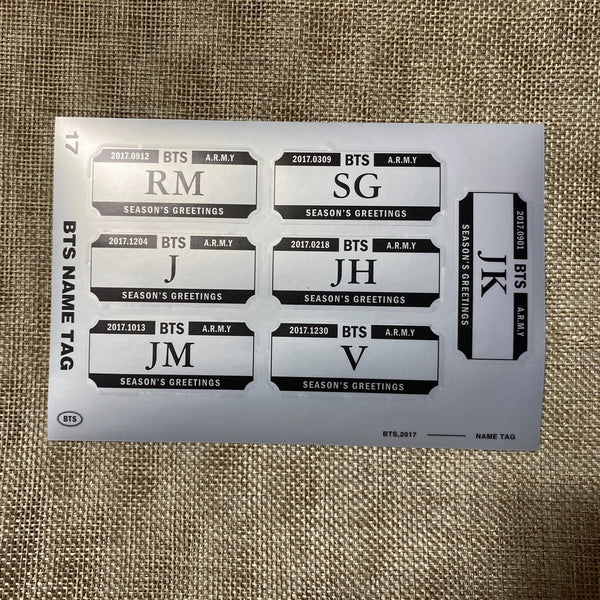 17
BTS NAME TAG
BTS
2017.0912 BTS A.R.M.Y
RM
SEASON'S GREETINGS
2017.0309 BTS A.R.M.Y
SG
SEASON'S GREETINGS
2017.1204 BTS A.R.M.Y
J
SEASON'S GREETINGS
2017.0218 BTS A.R.M.Y
JH
SEASON'S GREETINGS
2017.1013 BTS A.R.M.Y
JM
SEASON'S GREETINGS
2017.1230 BTS A.R.M.Y
V
SEASON'S GREETINGS
2017.0901 BTS A.R.M.Y
JK
SEASON'S GREETINGS
BTS,2017 NAME TAG